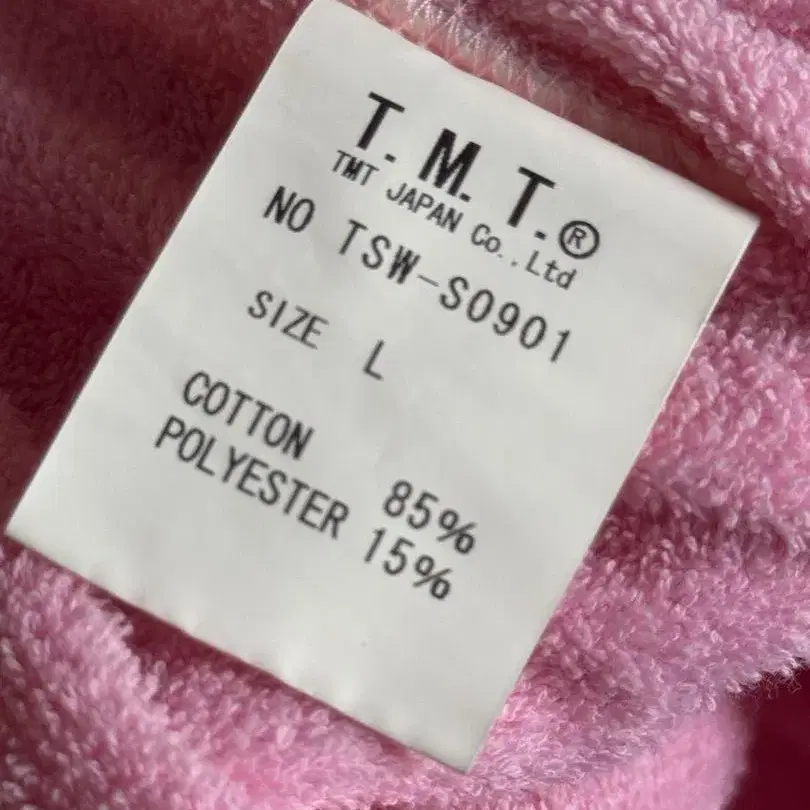 T.M.T.®
TMT JAPAN Co.,Ltd
NO TSW-S0901
SIZE L
COTTON 85%
POLYESTER 15%